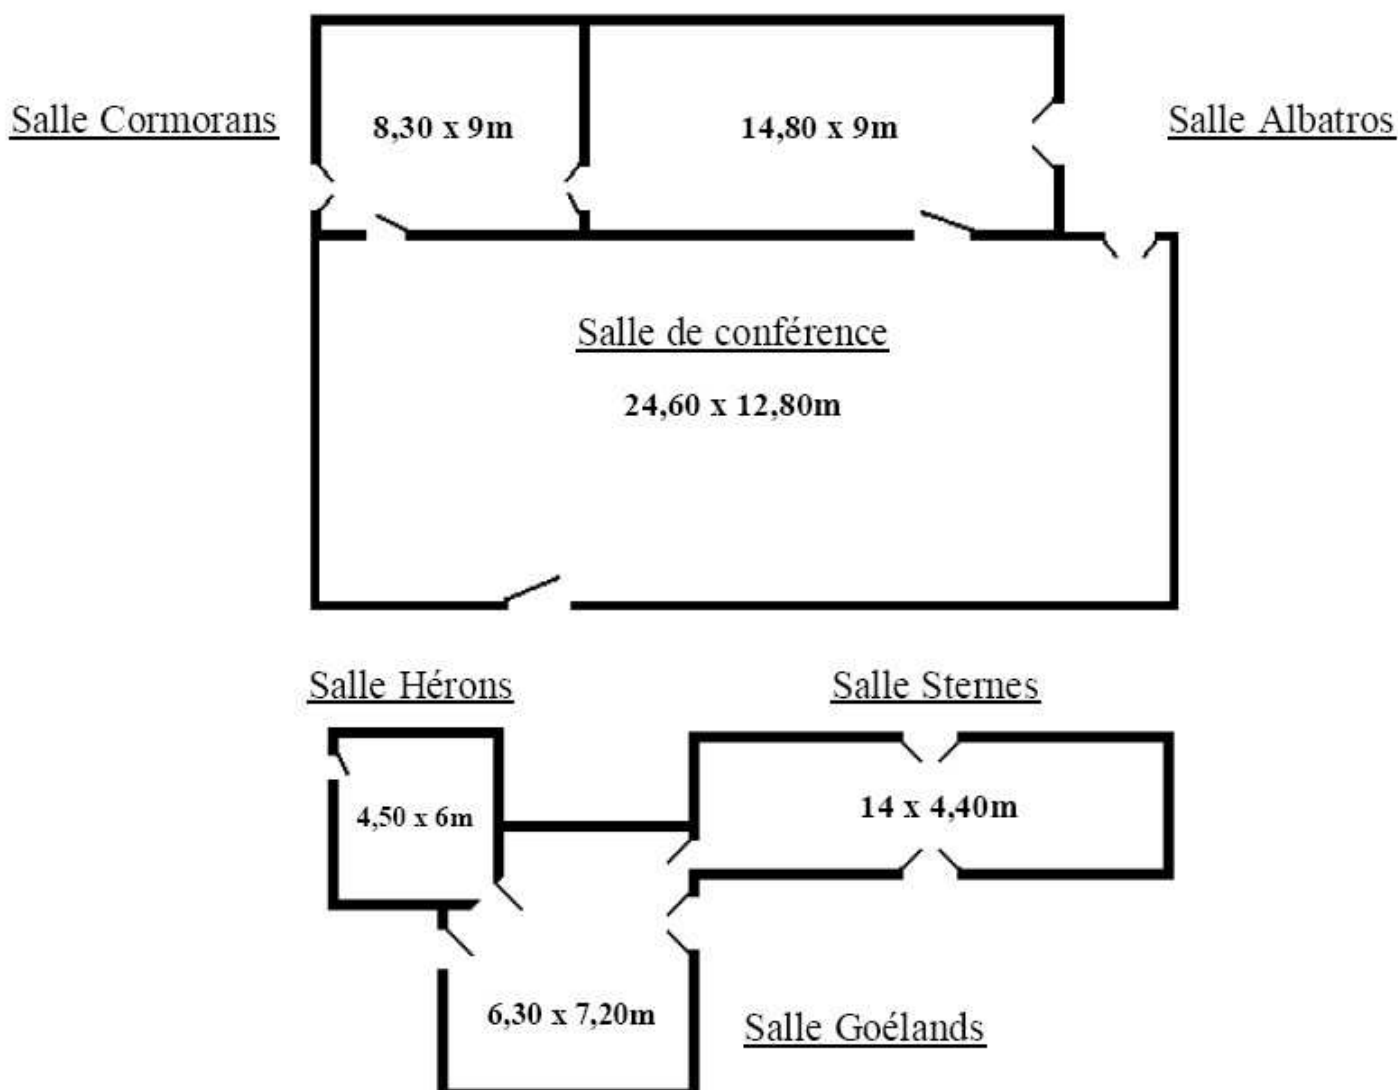 Salle Cormorans
8,30 x 9m
14,80 x 9m
Salle Albatros
Salle de conférence
24,60 x 12,80m
Salle Hérons
Salle Sternes
4,50 x 6m
14 x 4,40m
6,30 x 7,20m
Salle Goélands